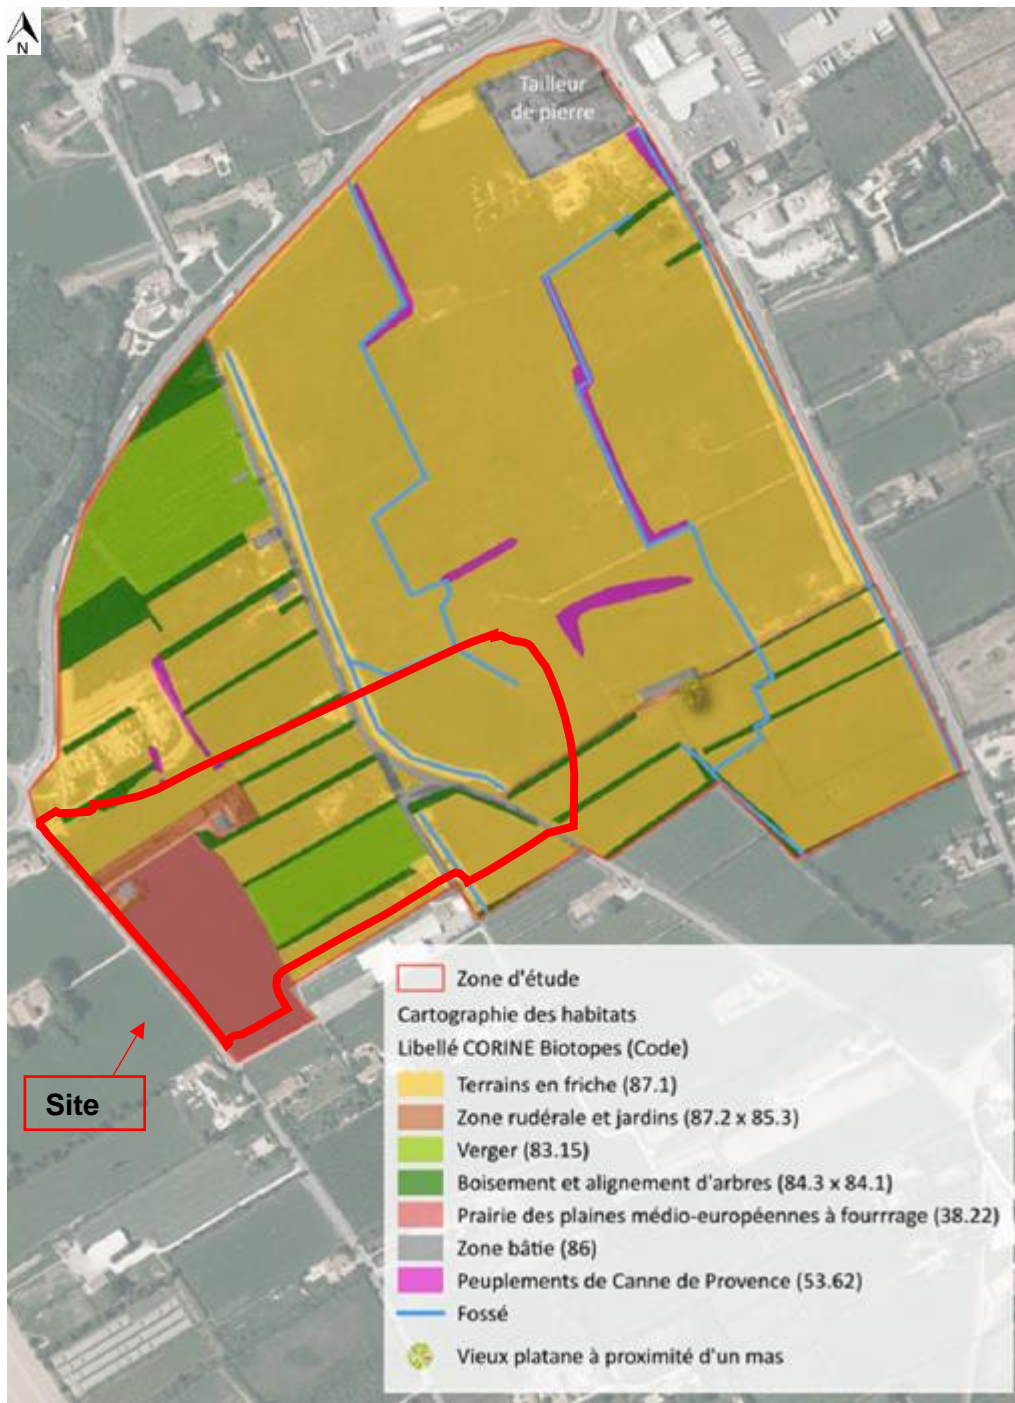 N
Tailleur
de pierre
Site
Zone d'étude
Cartographie des habitats
Libellé CORINE Biotopes (Code)
Terrains en friche (87.1)
Zone rudérale et jardins (87.2 x 85.3)
Verger (83.15)
Boisement et alignement d'arbres (84.3 x 84.1)
Prairie des plaines médio-européennes à fourrrage (38.22)
Zone bâtie (86)
Peuplements de Canne de Provence (53.62)
Fossé
Vieux platane à proximité d'un mas